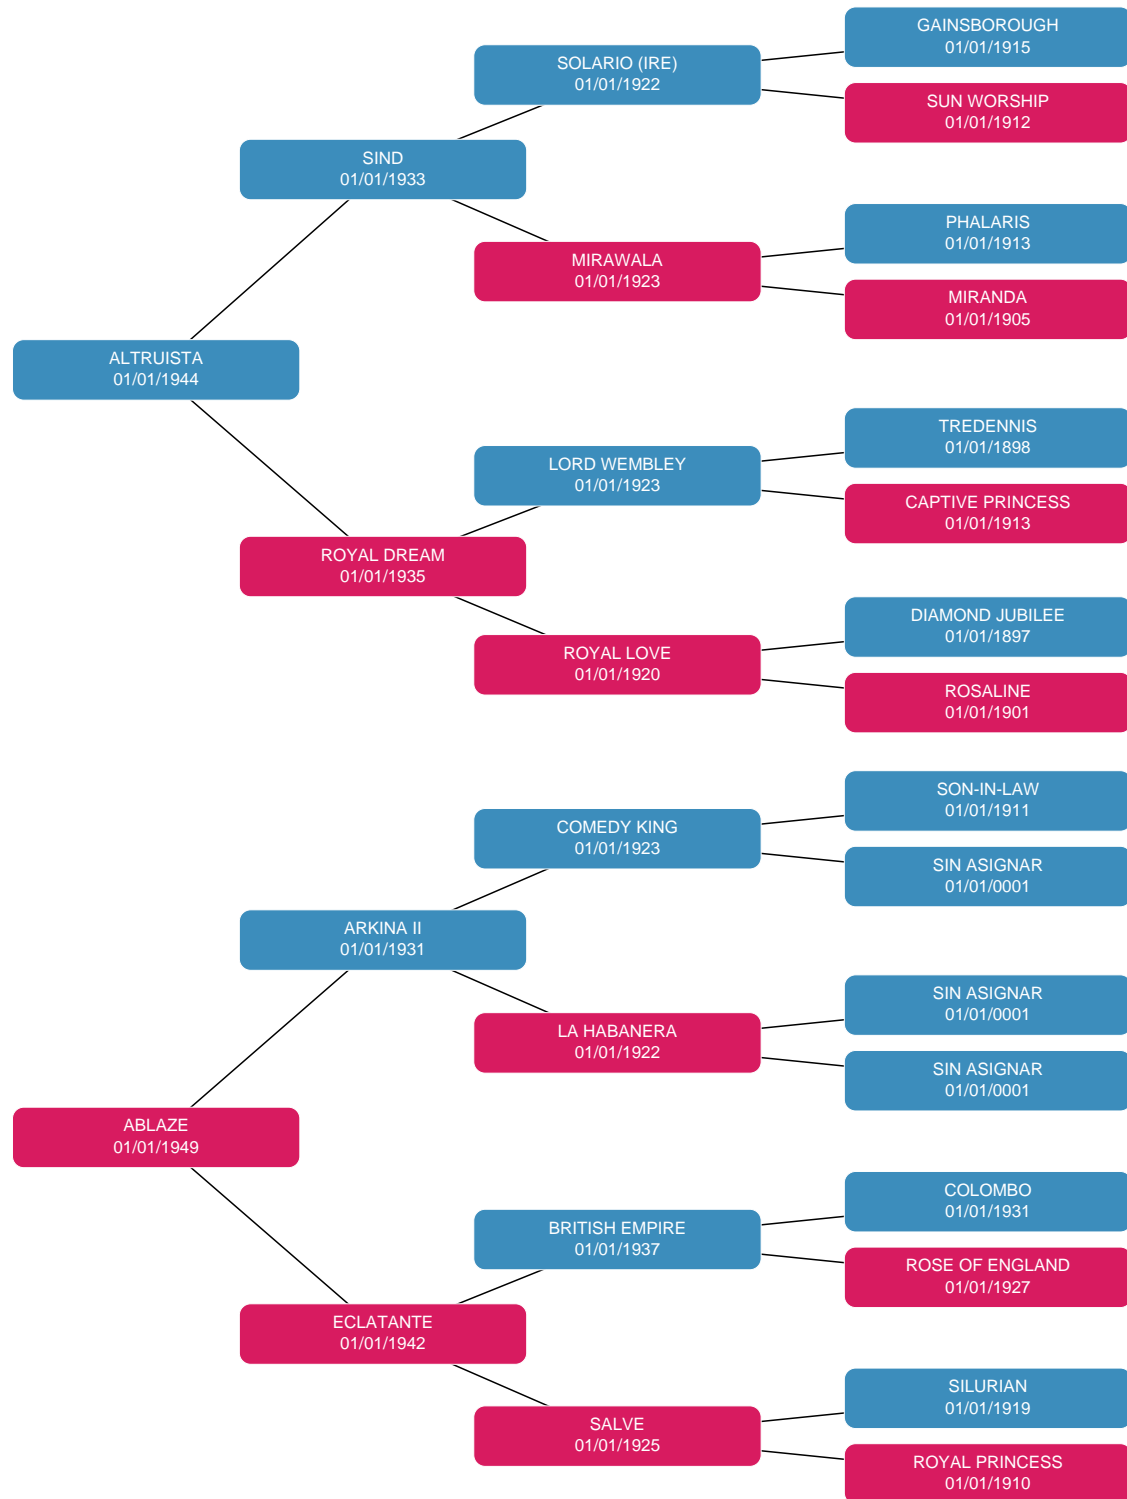 GAINSBOROUGH
01/01/1915
SOLARIO (IRE)
01/01/1922
SUN WORSHIP
01/01/1912
SIND
01/01/1933
PHALARIS
01/01/1913
MIRAWALA
01/01/1923
MIRANDA
01/01/1905
ALTRUISTA
01/01/1944
TREDENNIS
01/01/1898
LORD WEMBLEY
01/01/1923
CAPTIVE PRINCESS
01/01/1913
ROYAL DREAM
01/01/1935
DIAMOND JUBILEE
01/01/1897
ROYAL LOVE
01/01/1920
ROSALINE
01/01/1901
SON-IN-LAW
01/01/1911
COMEDY KING
01/01/1923
SIN ASIGNAR
01/01/0001
ARKINA II
01/01/1931
SIN ASIGNAR
01/01/0001
LA HABANERA
01/01/1922
SIN ASIGNAR
01/01/0001
ABLAZE
01/01/1949
COLOMBO
01/01/1931
BRITISH EMPIRE
01/01/1937
ROSE OF ENGLAND
01/01/1927
ECLATANTE
01/01/1942
SILURIAN
01/01/1919
SALVE
01/01/1925
ROYAL PRINCESS
01/01/1910